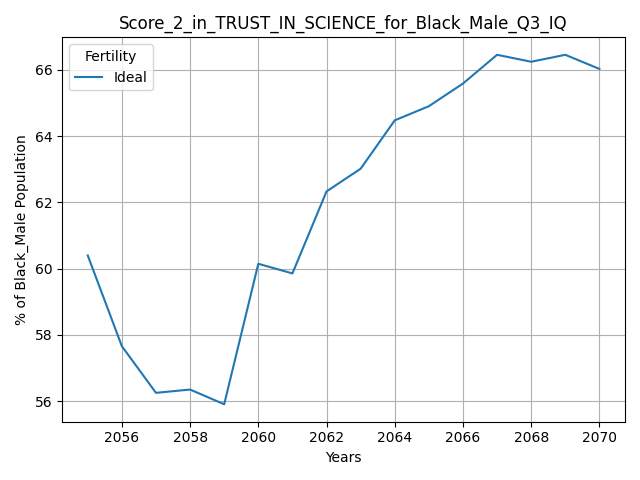 Score_2_in_TRUST_IN_SCIENCE_for_Black_Male_Q3_IQ
Fertility
Ideal
% of Black_Male Population
66
64
62
60
58
56
2056 2058 2060 2062 2064 2066 2068 2070
Years